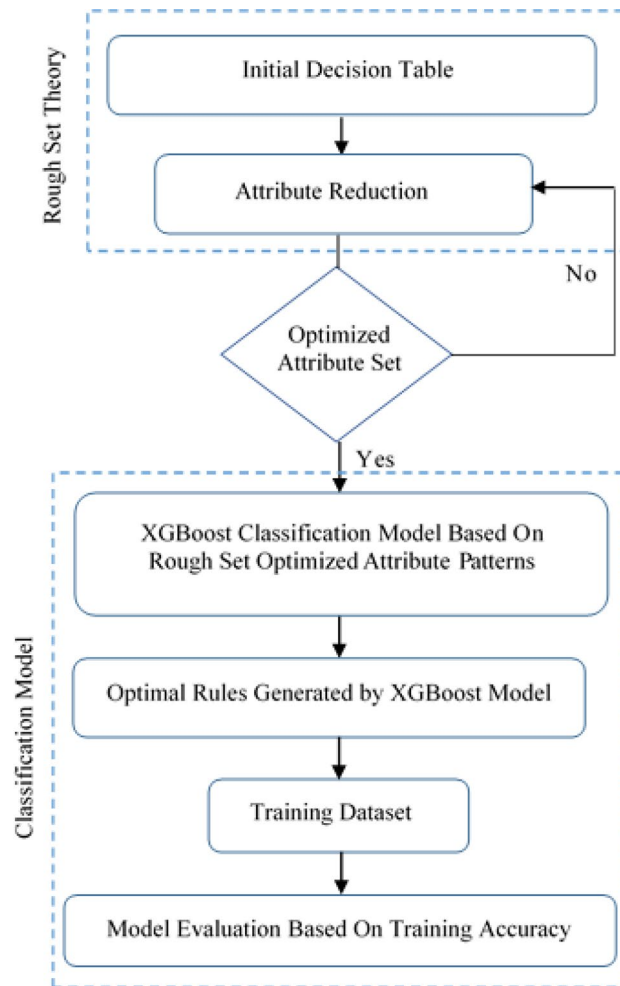 Rough Set Theory
Initial Decision Table
Attribute Reduction
No
Optimized
Attribute Set
Yes
Classification Model
XGBoost Classification Model Based On
Rough Set Optimized Attribute Patterns
Optimal Rules Generated by XGBoost Model
Training Dataset
Model Evaluation Based On Training Accuracy